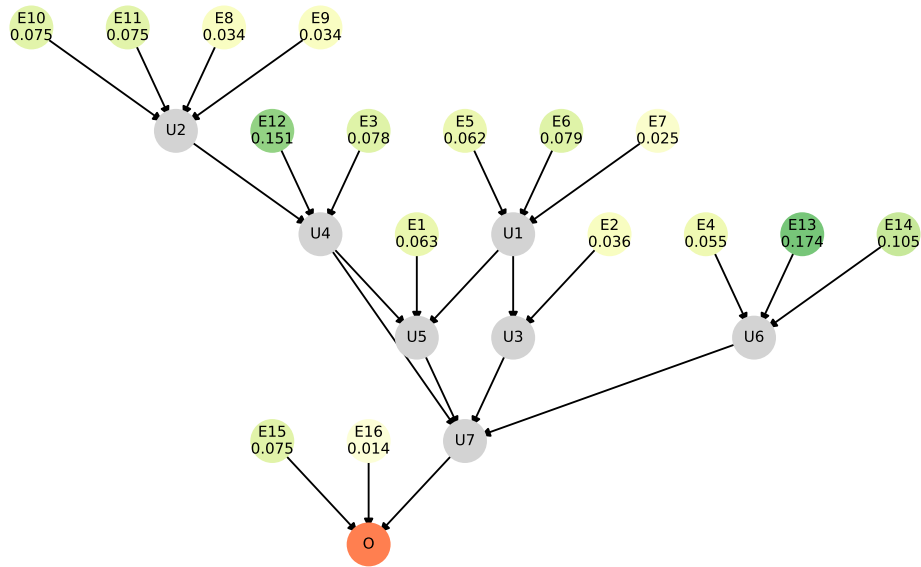 E10 E11 E8 E9
0.075 0.075 0.034 0.034
U2 E12 E3 E5 E6 E7
0.151 0.078 0.062 0.079 0.025
U4 E1 U1 E2 E4 E13 E14
0.063 0.036 0.055 0.174 0.105
U5 U3 U6
E15 E16 U7
0.075 0.014
O